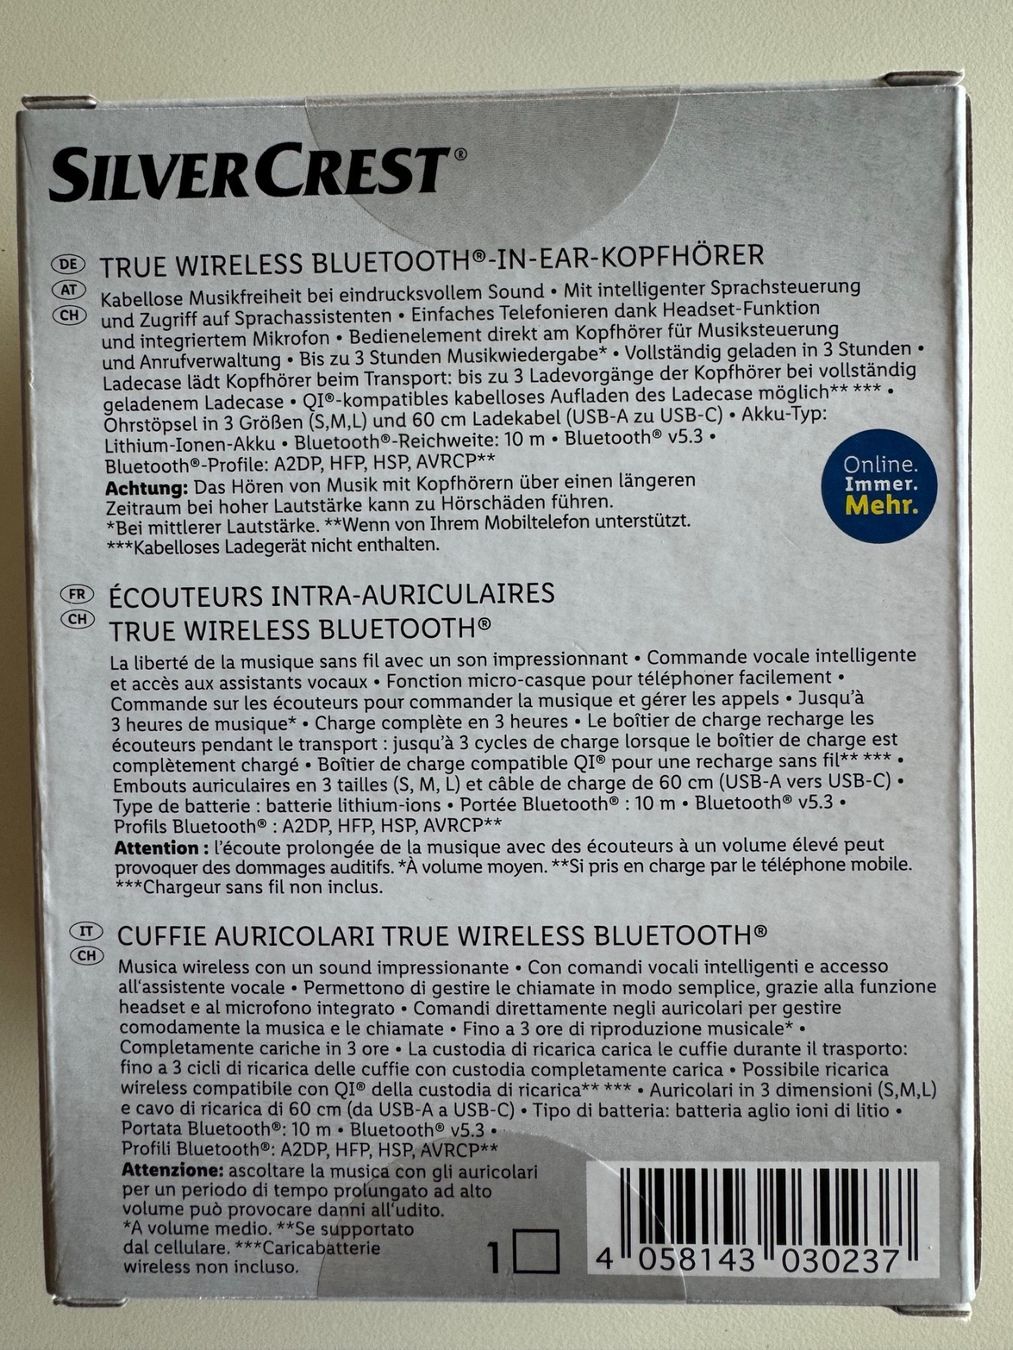 SILVERCREST®
DE
AT
CH
TRUE WIRELESS BLUETOOTH®-IN-EAR-KOPFHÖRER
Kabellose Musikfreiheit bei eindrucksvollem Sound • Mit intelligenter Sprachsteuerung
und Zugriff auf Sprachassistenten • Einfaches Telefonieren dank Headset-Funktion
und integriertem Mikrofon • Bedienelement direkt am Kopfhörer für Musiksteuerung
und Anrufverwaltung • Bis zu 3 Stunden Musikwiedergabe* • Vollständig geladen in 3 Stunden •
Ladecase lädt Kopfhörer beim Transport: bis zu 3 Ladevorgänge der Kopfhörer bei vollständig
geladenem Ladecase • QI®-kompatibles kabelloses Aufladen des Ladecase möglich** *** •
Ohrstöpsel in 3 Größen (S,M,L) und 60 cm Ladekabel (USB-A zu USB-C) • Akku-Typ:
Lithium-Ionen-Akku • Bluetooth®-Reichweite: 10 m • Bluetooth® v5.3 •
Bluetooth®-Profile: A2DP, HFP, HSP, AVRCP**
Achtung: Das Hören von Musik mit Kopfhörern über einen längeren
Zeitraum bei hoher Lautstärke kann zu Hörschäden führen.
*Bei mittlerer Lautstärke. **Wenn von Ihrem Mobiltelefon unterstützt.
***Kabelloses Ladegerät nicht enthalten.
Online.
Immer.
Mehr.
FR
CH
ÉCOUTEURS INTRA-AURICULAIRES
TRUE WIRELESS BLUETOOTH®
La liberté de la musique sans fil avec un son impressionnant • Commande vocale intelligente
et accès aux assistants vocaux • Fonction micro-casque pour téléphoner facilement •
Commande sur les écouteurs pour commander la musique et gérer les appels • Jusqu'à
3 heures de musique* • Charge complète en 3 heures • Le boîtier de charge recharge les
écouteurs pendant le transport : jusqu'à 3 cycles de charge lorsque le boîtier de charge est
complètement chargé • Boîtier de charge compatible QI® pour une recharge sans fil** *** •
Embouts auriculaires en 3 tailles (S, M, L) et câble de charge de 60 cm (USB-A vers USB-C) •
Type de batterie : batterie lithium-ions • Portée Bluetooth® : 10 m • Bluetooth® v5.3 •
Profils Bluetooth® : A2DP, HFP, HSP, AVRCP**
Attention : l'écoute prolongée de la musique avec des écouteurs à un volume élevé peut
provoquer des dommages auditifs. *À volume moyen. **Si pris en charge par le téléphone mobile.
***Chargeur sans fil non inclus.
IT
CH
CUFFIE AURICOLARI TRUE WIRELESS BLUETOOTH®
Musica wireless con un sound impressionante • Con comandi vocali intelligenti e accesso
all'assistente vocale • Permettono di gestire le chiamate in modo semplice, grazie alla funzione
headset e al microfono integrato • Comandi direttamente negli auricolari per gestire
comodamente la musica e le chiamate • Fino a 3 ore di riproduzione musicale* •
Completamente cariche in 3 ore • La custodia di ricarica carica le cuffie durante il trasporto:
fino a 3 cicli di ricarica delle cuffie con custodia completamente carica • Possibile ricarica
wireless compatibile con QI® della custodia di ricarica** *** • Auricolari in 3 dimensioni (S,M,L)
e cavo di ricarica di 60 cm (da USB-A a USB-C) • Tipo di batteria: batteria aglio ioni di litio •
Portata Bluetooth®: 10 m • Bluetooth® v5.3 •
Profili Bluetooth®: A2DP, HFP, HSP, AVRCP**
Attenzione: ascoltare la musica con gli auricolari
per un periodo di tempo prolungato ad alto
volume può provocare danni all'udito.
*A volume medio. **Se supportato
dal cellulare. ***Caricabatterie
wireless non incluso.
1
4 058143 030237